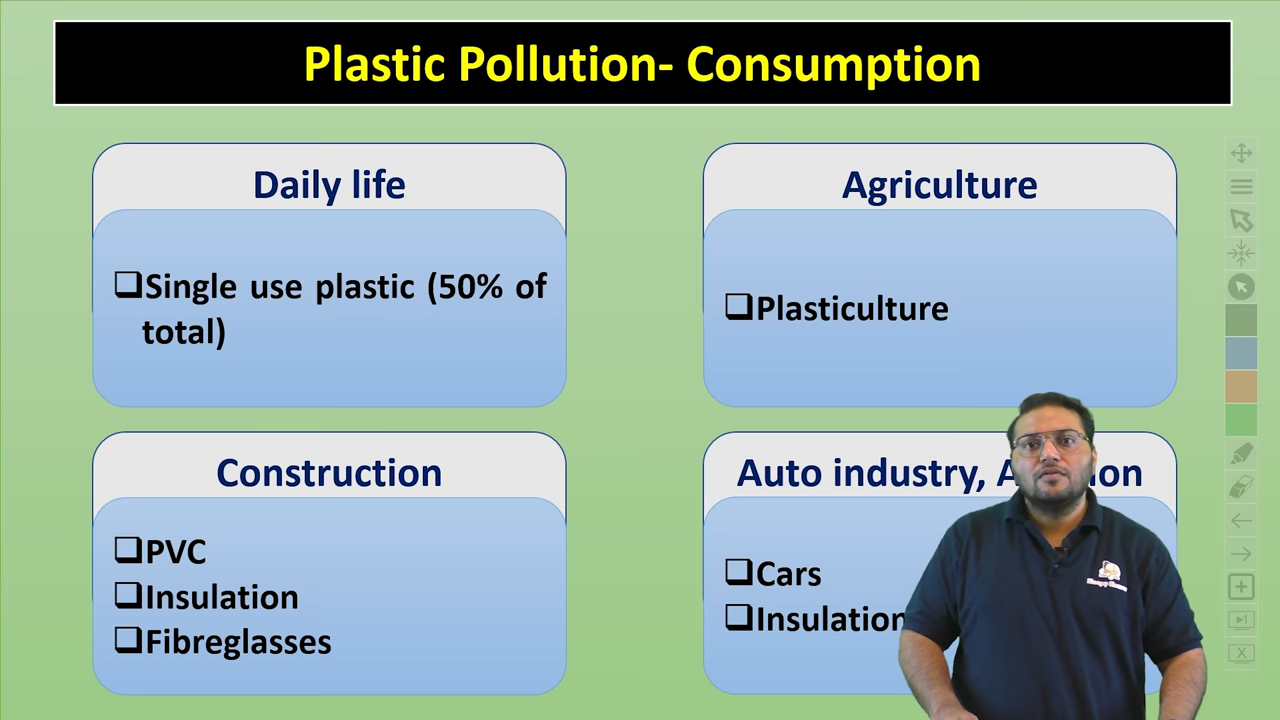 Plastic Pollution- Consumption
Daily life
❑Single use plastic (50% of
total)
Agriculture
❑Plasticulture
Construction
❑PVC
❑Insulation
❑Fibreglasses
Auto industry,
❑Cars
❑Insulation